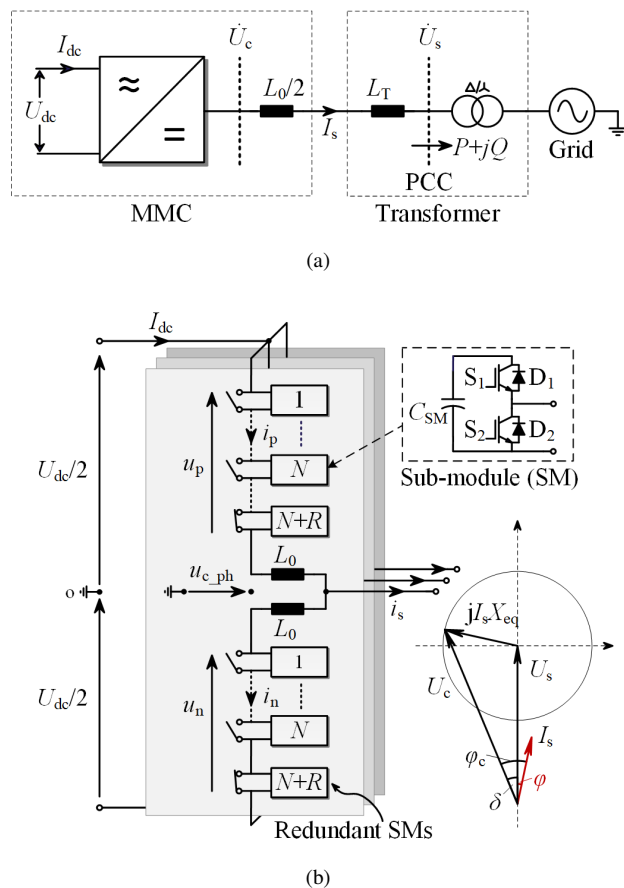 I_dc
U̇_c
U̇_s
Δ/⅄
U_dc
L_0/2
I_s
L_T
P+jQ
Grid
PCC
MMC
Transformer
(a)
I_dc
1
S_1
D_1
C_SM
S_2
D_2
i_p
U_dc/2
u_p
N
Sub-module (SM)
N+R
L_0
u_c_ph
o
i_s
L_0
jI_sX_eq
U_s
U_c
1
U_dc/2
u_n
i_n
N
I_s
φ_c
N+R
δ
φ
Redundant SMs
(b)